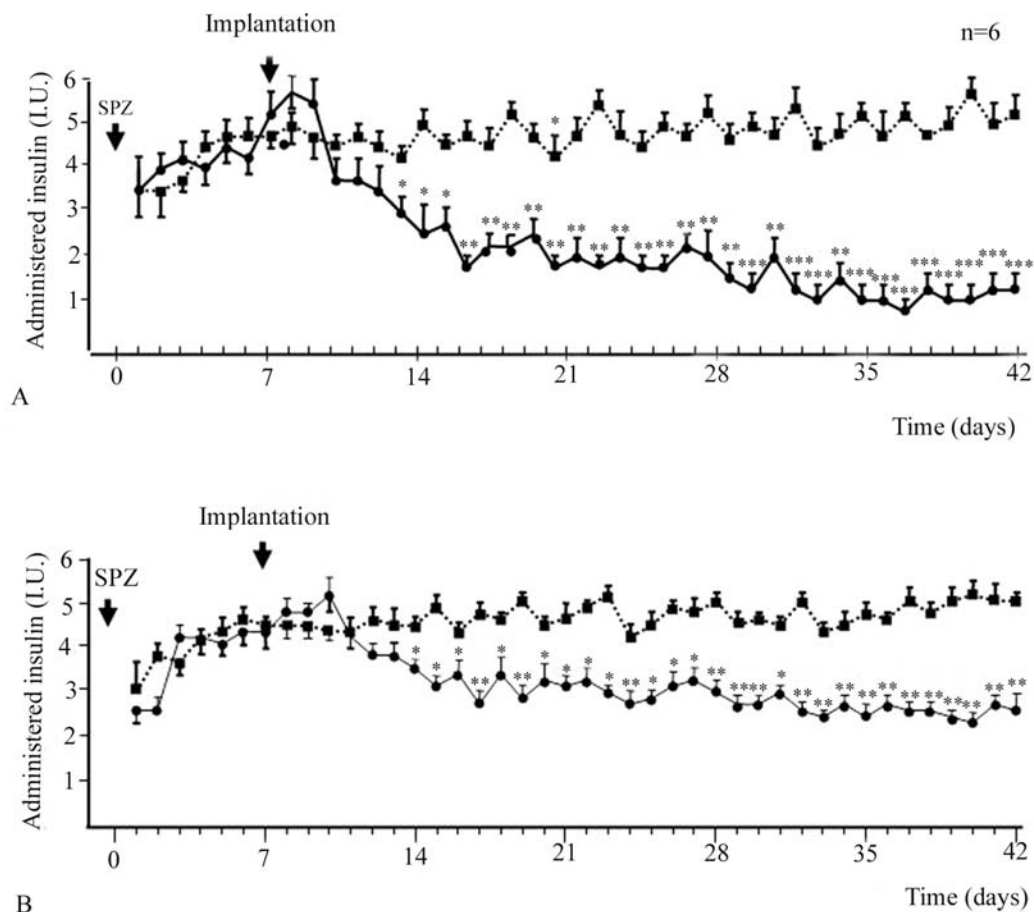 Implantation
n=6
SPZ
Administered insulin (I.U.)
6
5
4
3
2
1
* * * ** ** ** ** ** ** ** ** ** ** ** ** ** *** ** *** *** ** *** *** *** *** *** *** *** ***
*
0 7 14 21 28 35 42
A
Time (days)
Implantation
SPZ
Administered insulin (I.U.)
6
5
4
3
2
1
* * * ** * ** * * * * ** * * * ** ** ** * ** ** ** ** ** ** ** ** ** ** **
0 7 14 21 28 35 42
B
Time (days)